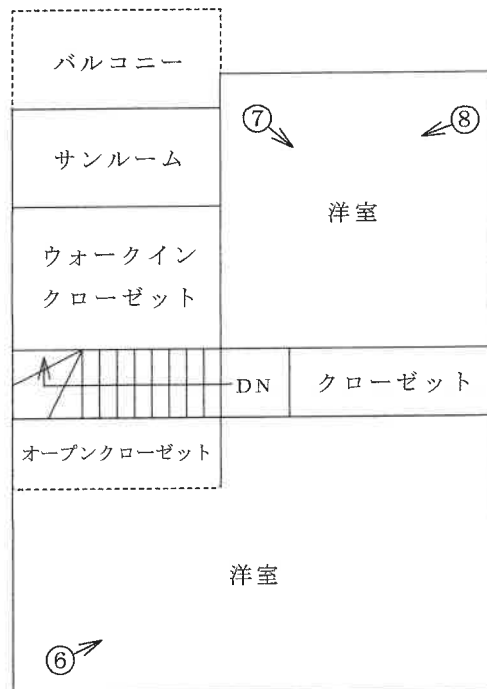 バルコニー
⑦
⑧
サンルーム
洋室
ウォークイン
クローゼット
DN
クローゼット
オープンクローゼット
洋室
⑥